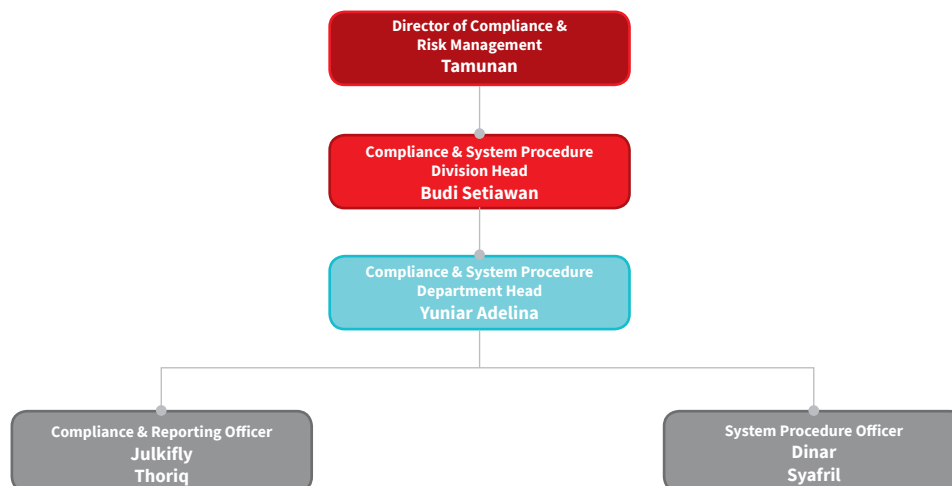 Director of Compliance &
Risk Management
Tamunan
Compliance & System Procedure
Division Head
Budi Setiawan
Compliance & System Procedure
Department Head
Yuniar Adelina
Compliance & Reporting Officer
Julkifly
Thoriq
System Procedure Officer
Dinar
Syafril